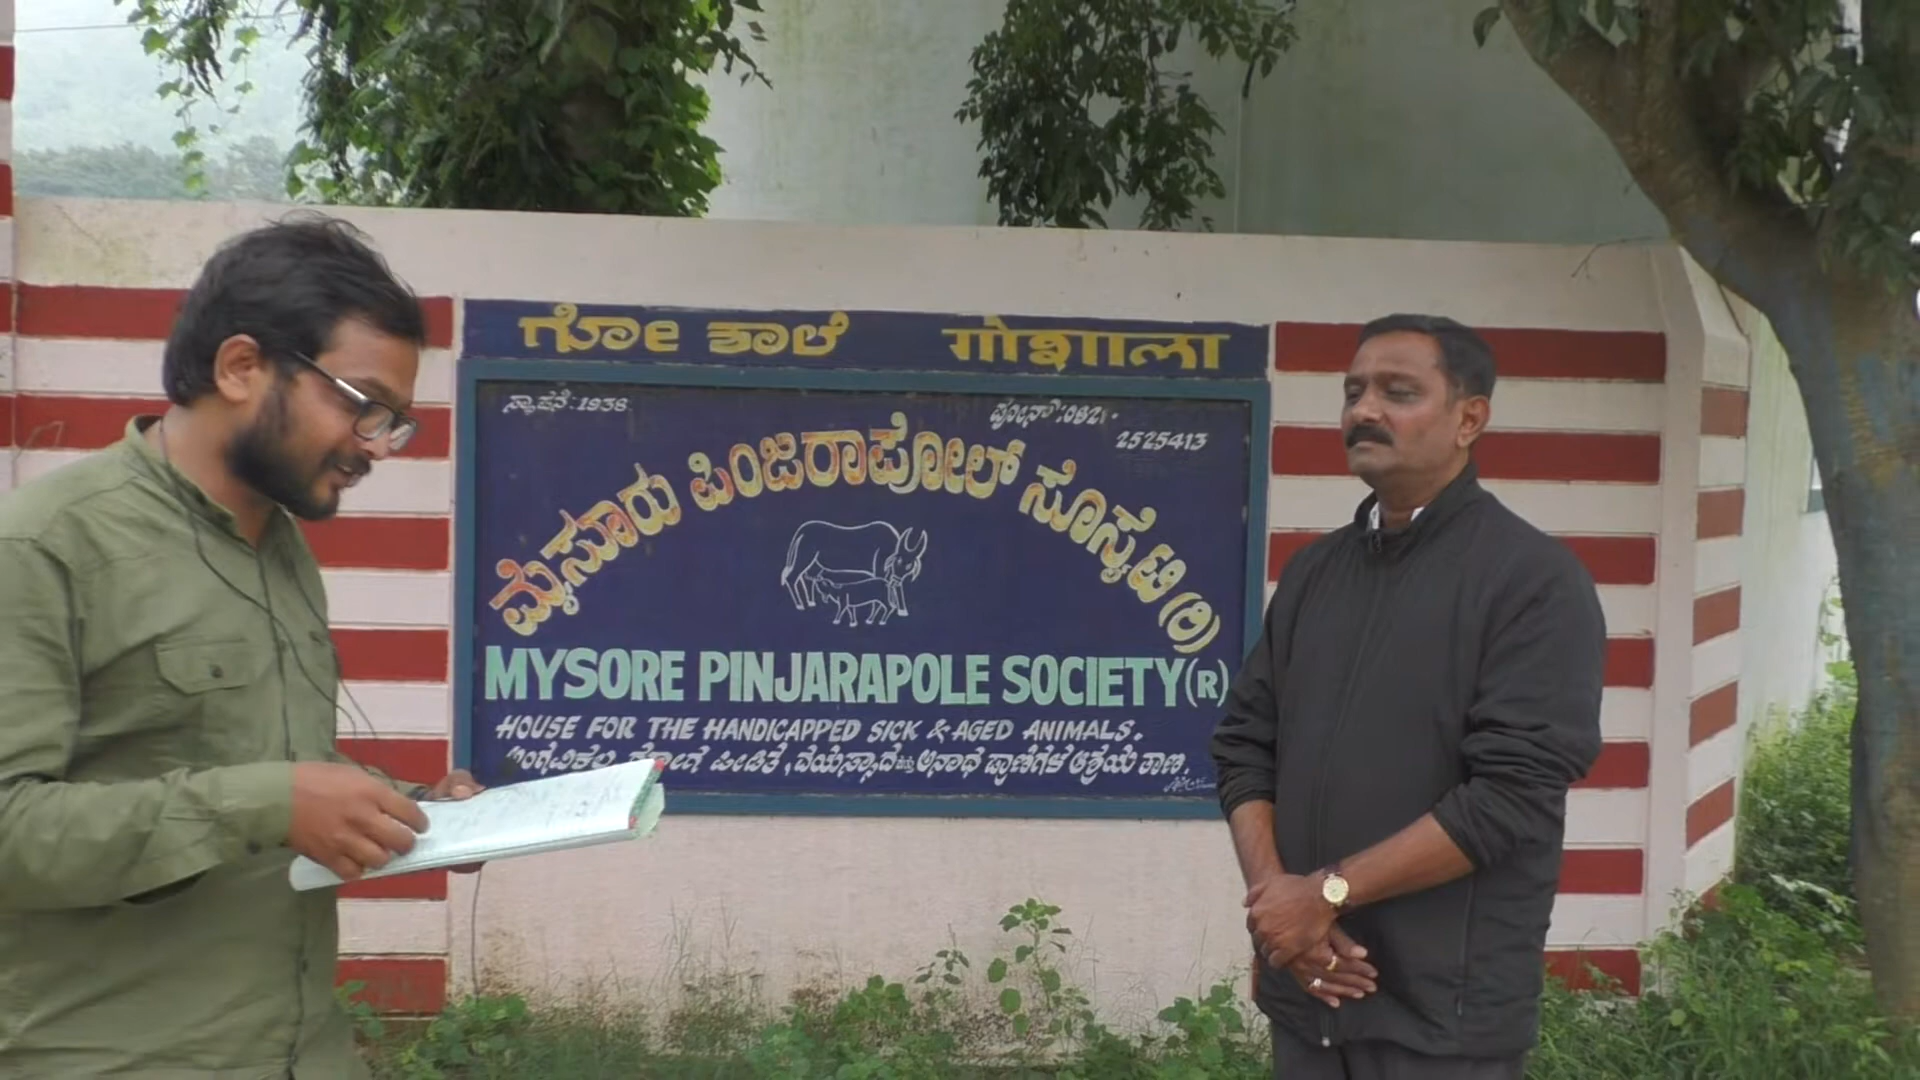 ಗೋ ಶಾಲೆ गोशाला
ಸ್ಥಾಪನೆ : 1938. ಫೋನ್ : 0821 -
2525413
ಮೈಸೂರು ಪಿಂಜರಾಪೋಲ್ ಸೊಸೈಟಿ (ರಿ)
MYSORE PINJARAPOLE SOCIETY (R)
HOUSE FOR THE HANDICAPPED SICK & AGED ANIMALS.
ಅಂಗವಿಕಲ ರೋಗ ಪೀಡಿತ, ವಯಸ್ಸಾದ ಮತ್ತು ಅನಾಥ ಪ್ರಾಣಿಗಳ ಆಶ್ರಯ ತಾಣ.